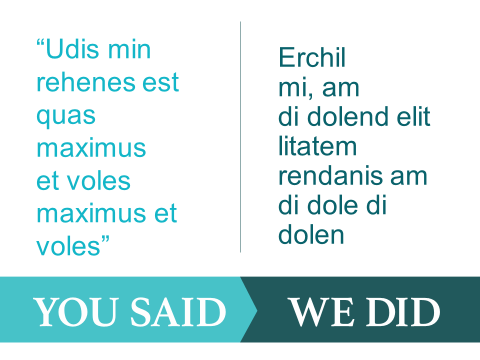 “Udis min
rehenes est
quas
maximus
et voles
maximus et
voles”
Erchil
mi, am
di dolend elit
litatem
rendanis am
di dole di
dolen
YOU SAID
WE DID